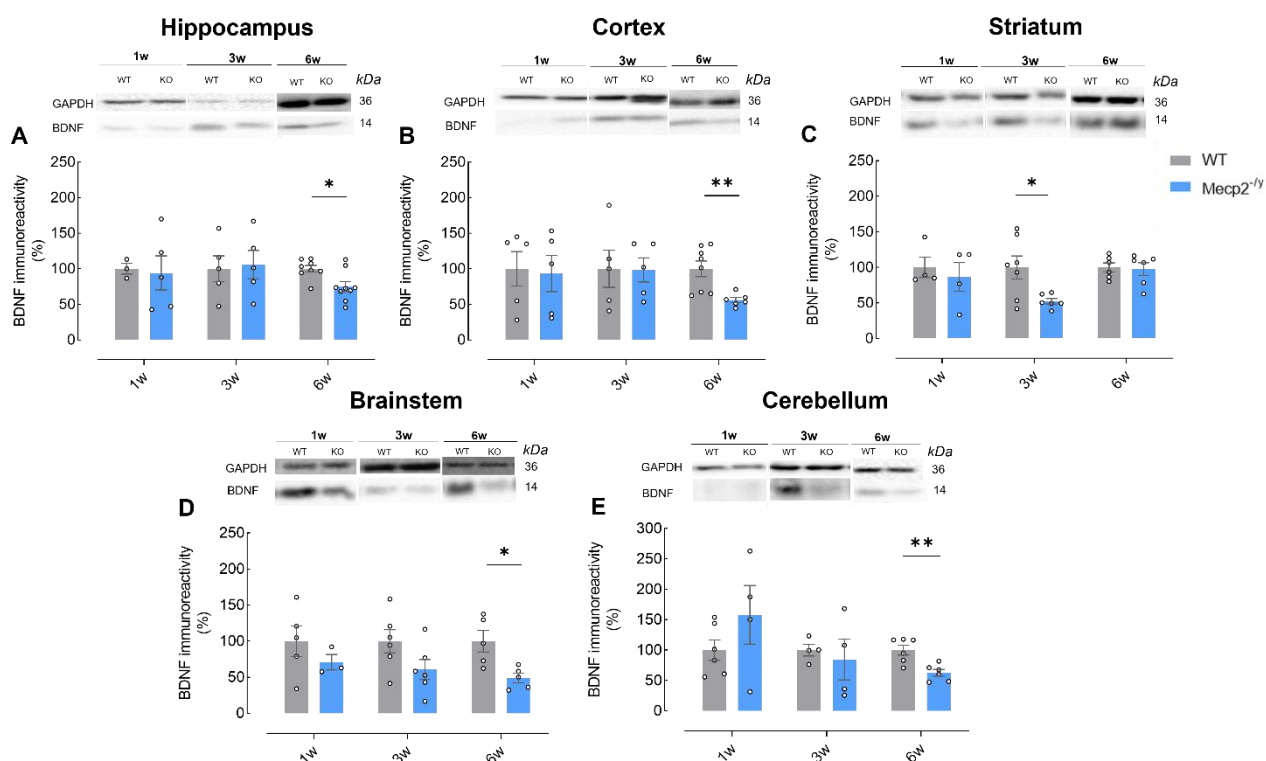 Hippocampus
1w 3w 6w
WT KO WT KO WT KO kDa
GAPDH 36
BDNF 14
A
BDNF immunoreactivity
(%)
250
200
150
100
50
0
*
1w 3w 6w
Cortex
1w 3w 6w
WT KO WT KO WT KO kDa
GAPDH 36
BDNF 14
B
BDNF immunoreactivity
(%)
250
200
150
100
50
0
**
1w 3w 6w
Striatum
1w 3w 6w
WT KO WT KO WT KO kDa
GAPDH 36
BDNF 14
C
BDNF immunoreactivity
(%)
250
200
150
100
50
0
*
1w 3w 6w
WT
Mecp2-/y
Brainstem
1w 3w 6w
WT KO WT KO WT KO kDa
GAPDH 36
BDNF 14
D
BDNF immunoreactivity
(%)
250
200
150
100
50
0
*
1w 3w 6w
Cerebellum
1w 3w 6w
WT KO WT KO WT KO kDa
GAPDH 36
BDNF 14
E
BDNF immunoreactivity
(%)
300
250
200
150
100
50
0
**
1w 3w 6w